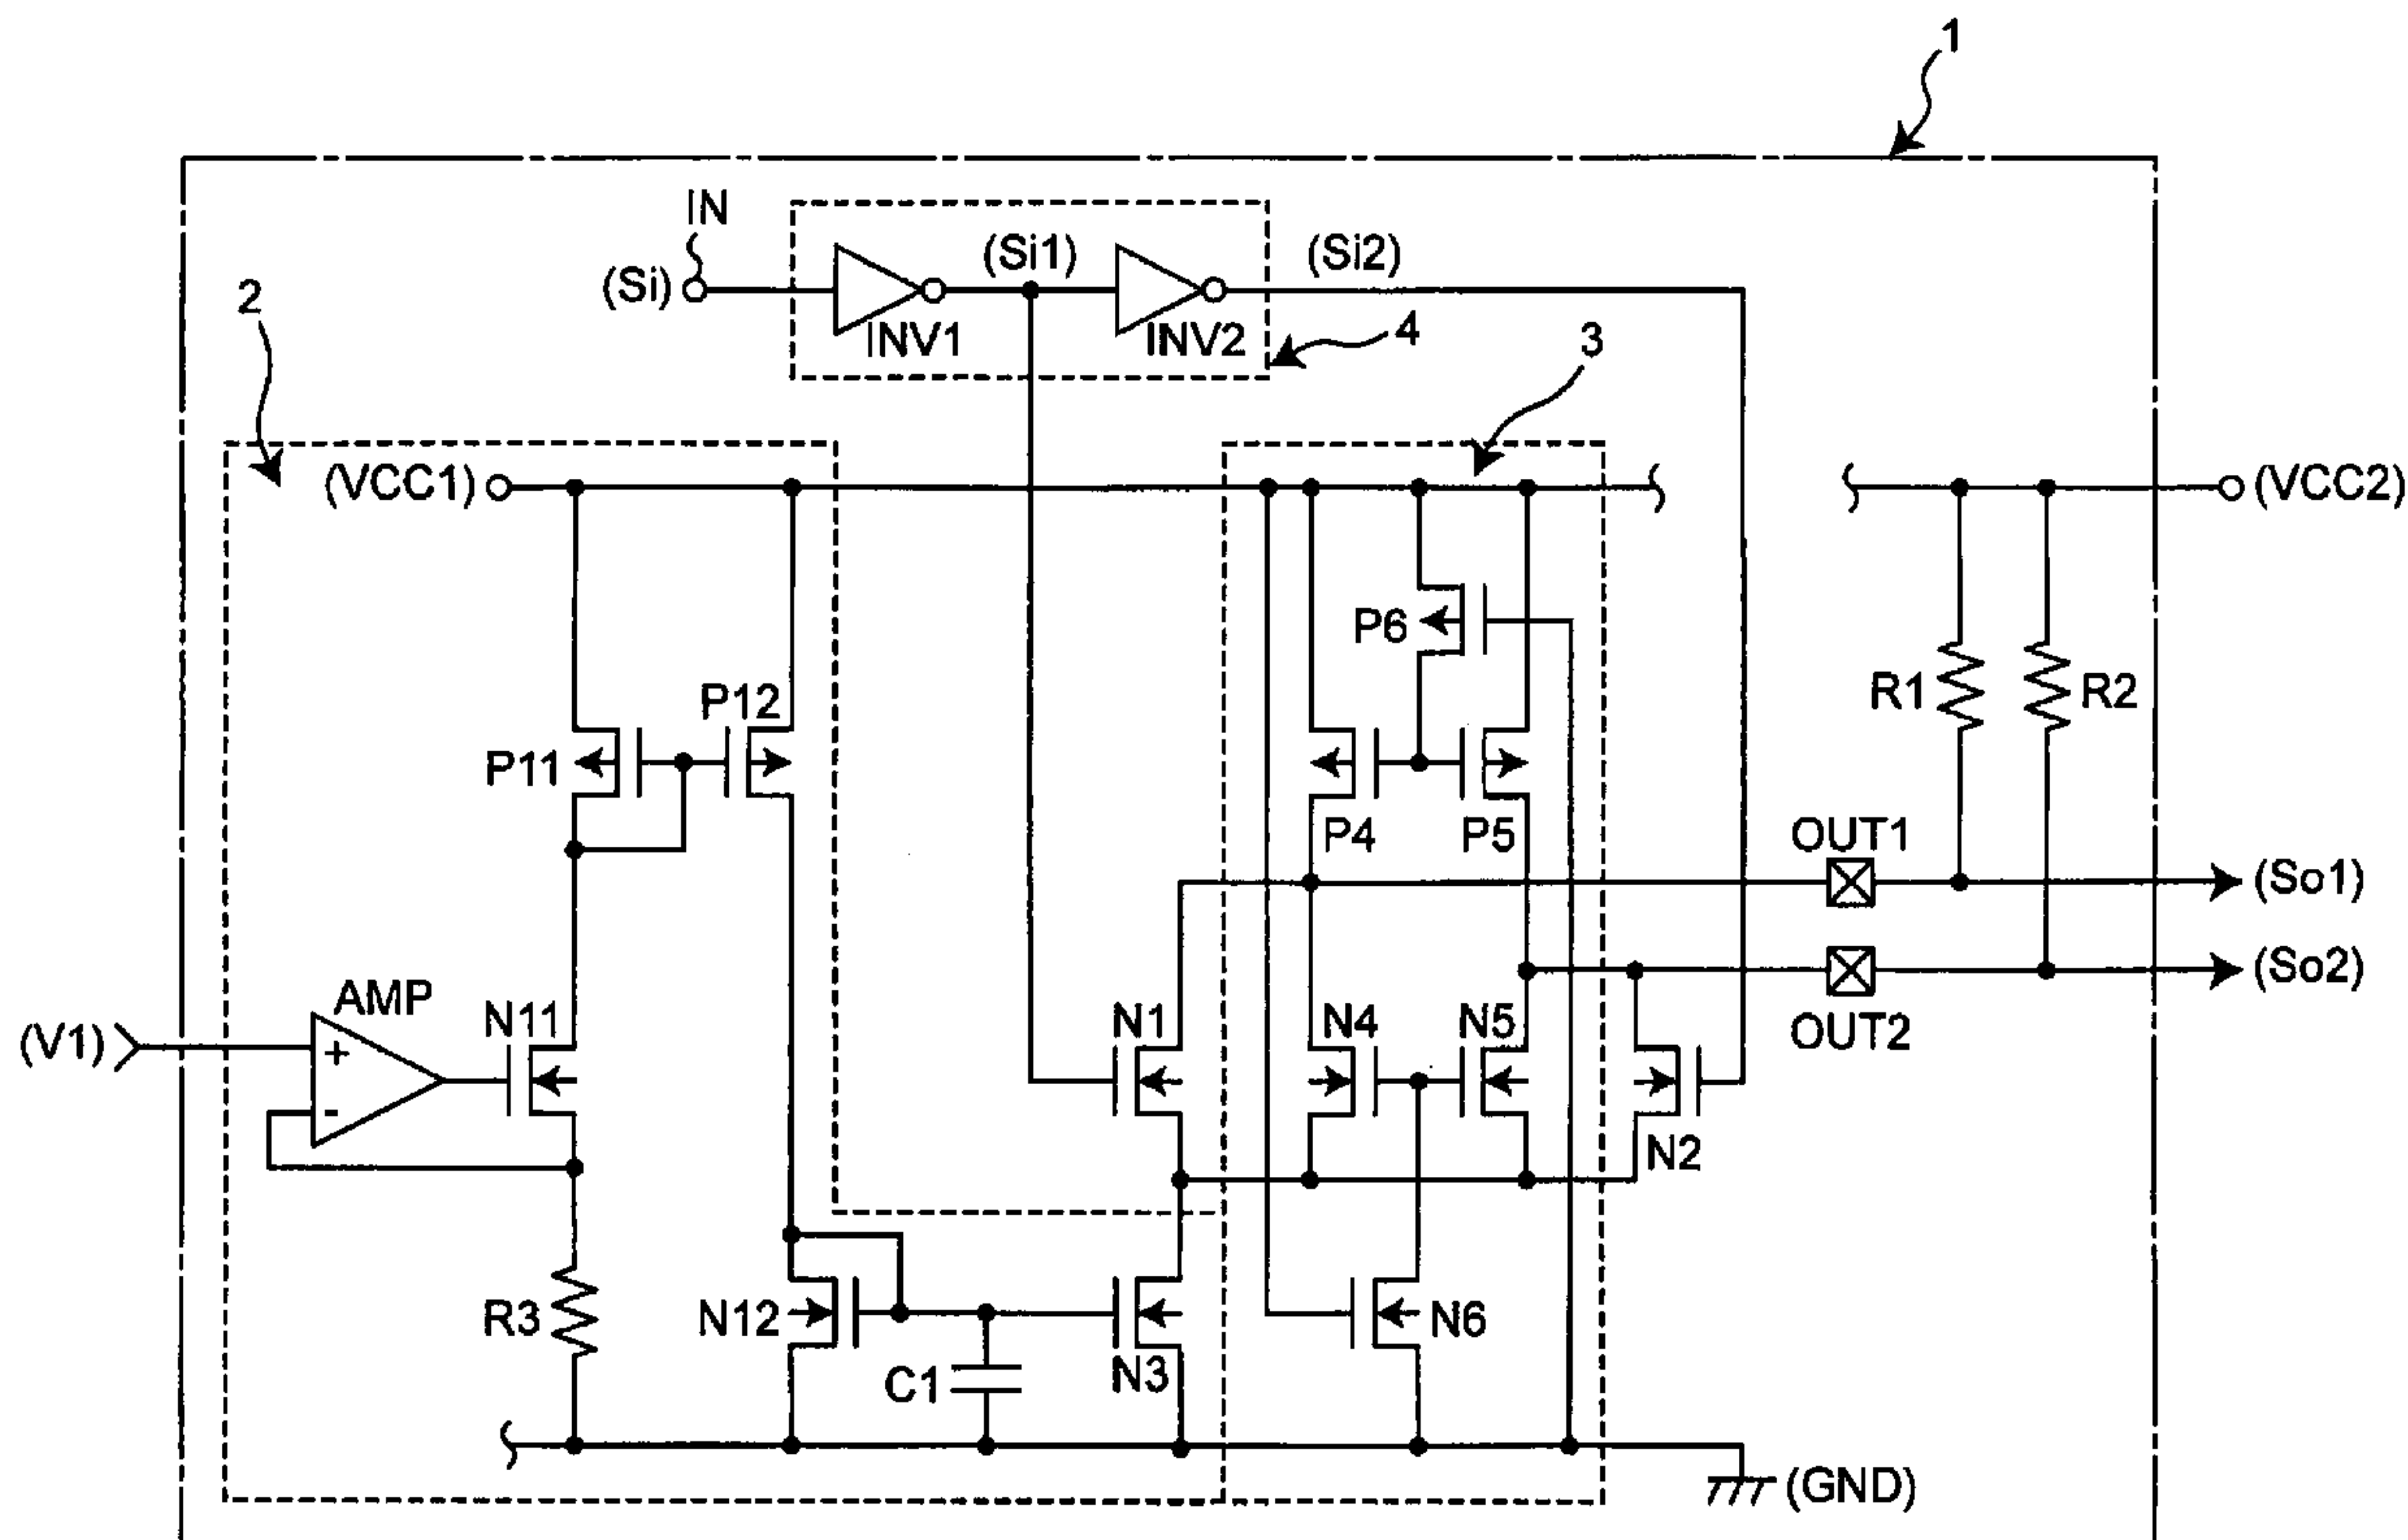 1
IN
(Si)
(Si1)
(Si2)
INV1
INV2
4
2
3
(VCC1)
(VCC2)
P6
P12
P11
R1
R2
P4
P5
OUT1
(So1)
(So2)
OUT2
AMP
N11
N1
N4
N5
(V1)
+
-
N2
R3
N12
N6
C1
N3
(GND)